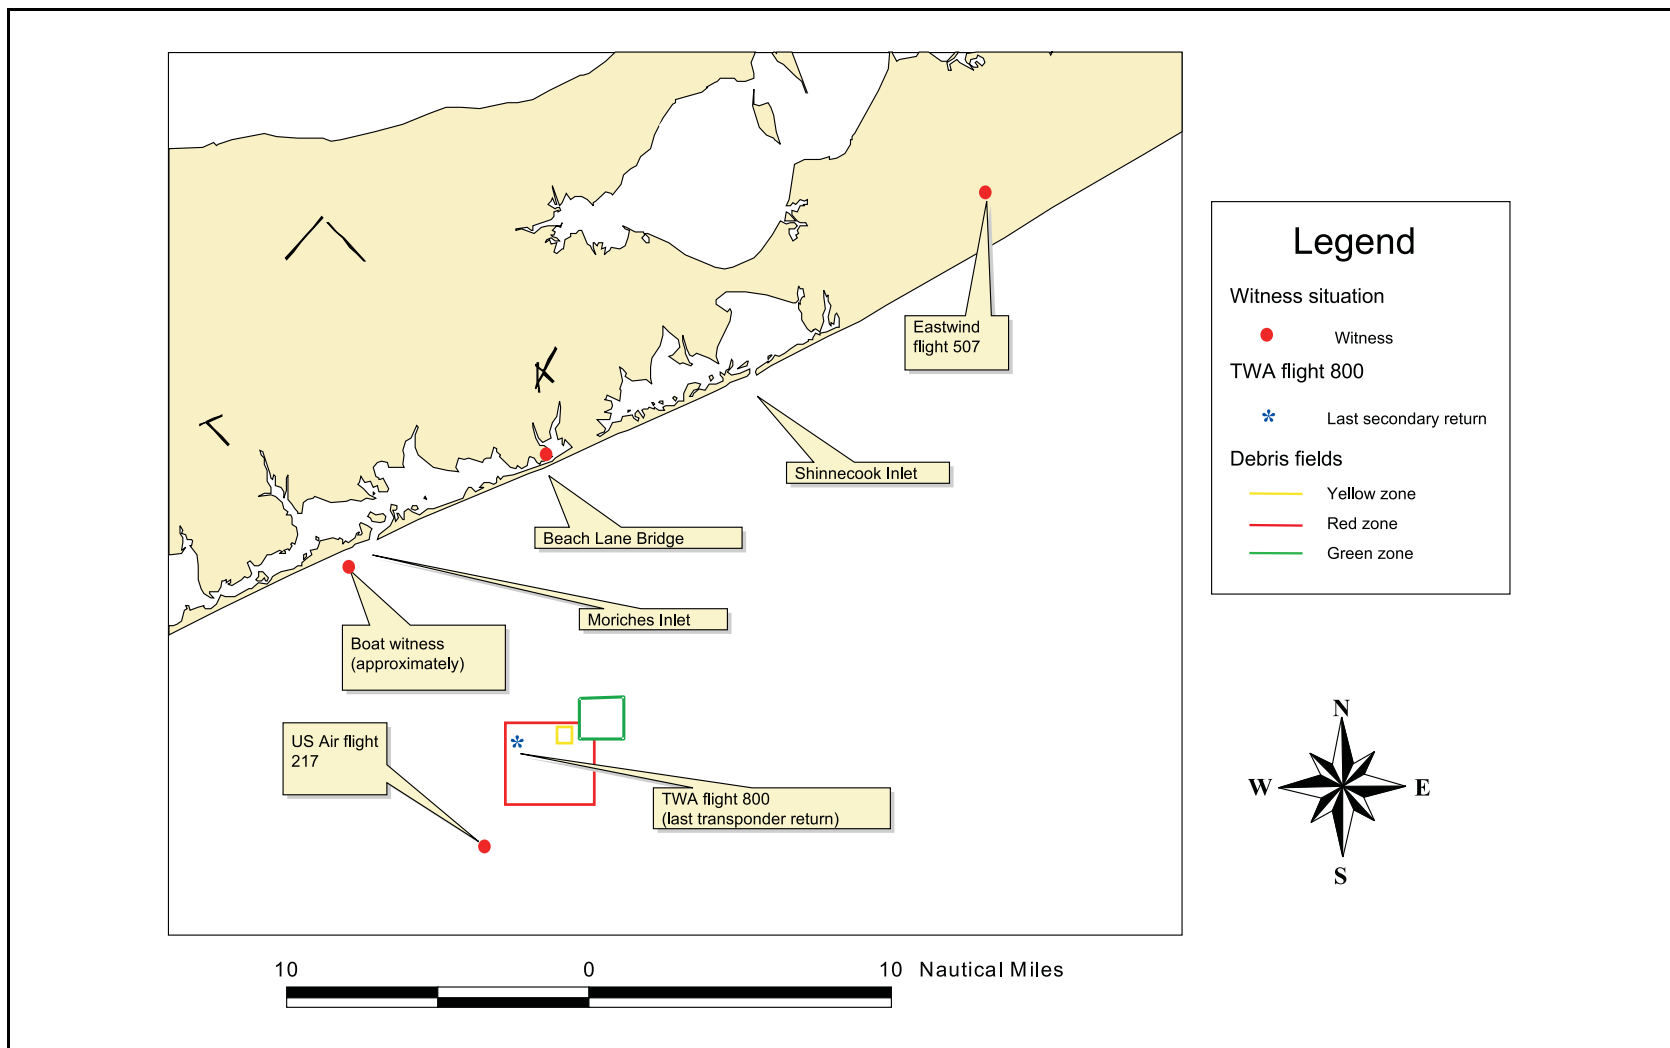 Eastwind
flight 507
Shinnecook Inlet
Beach Lane Bridge
Moriches Inlet
Boat witness
(approximately)
US Air flight
217
TWA flight 800
(last transponder return)
10 0 10 Nautical Miles
Legend
Witness situation
Witness
TWA flight 800
* Last secondary return
Debris fields
Yellow zone
Red zone
Green zone
N
W E
S